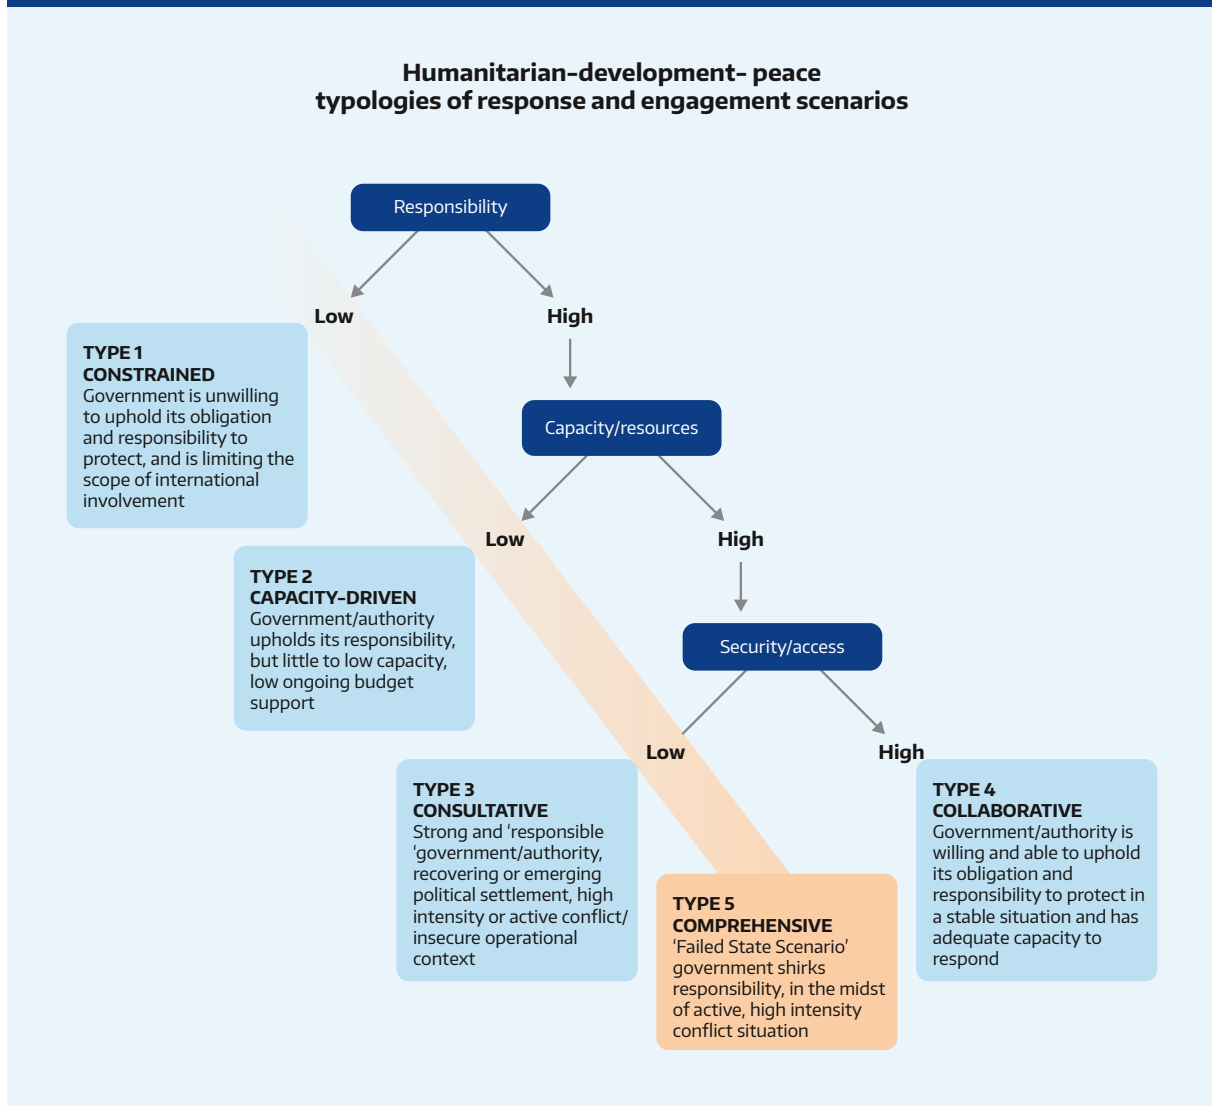 Humanitarian-development- peace
typologies of response and engagement scenarios
Responsibility
Low
High
TYPE 1
CONSTRAINED
Government is unwilling
to uphold its obligation
and responsibility to
protect, and is limiting the
scope of international
involvement
Capacity/resources
Low
High
TYPE 2
CAPACITY-DRIVEN
Government/authority
upholds its responsibility,
but little to low capacity,
low ongoing budget
support
Security/access
Low
High
TYPE 3
CONSULTATIVE
Strong and ‘responsible
‘government/authority,
recovering or emerging
political settlement, high
intensity or active conflict/
insecure operational
context
TYPE 4
COLLABORATIVE
Government/authority is
willing and able to uphold
its obligation and
responsibility to protect in
a stable situation and has
adequate capacity to
respond
TYPE 5
COMPREHENSIVE
‘Failed State Scenario’
government shirks
responsibility, in the midst
of active, high intensity
conflict situation